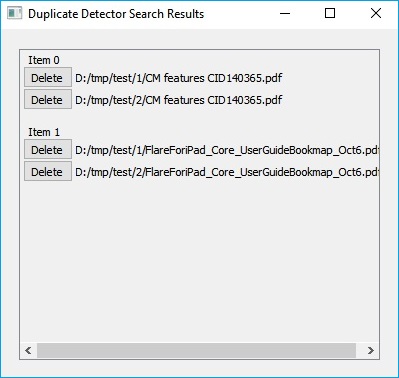 Duplicate Detector Search Results
Item 0
Delete D:/tmp/test/1/CM features CID140365.pdf
Delete D:/tmp/test/2/CM features CID140365.pdf
Item 1
Delete D:/tmp/test/1/FlareForiPad_Core_UserGuideBookmap_Oct6.pdf
Delete D:/tmp/test/2/FlareForiPad_Core_UserGuideBookmap_Oct6.pdf